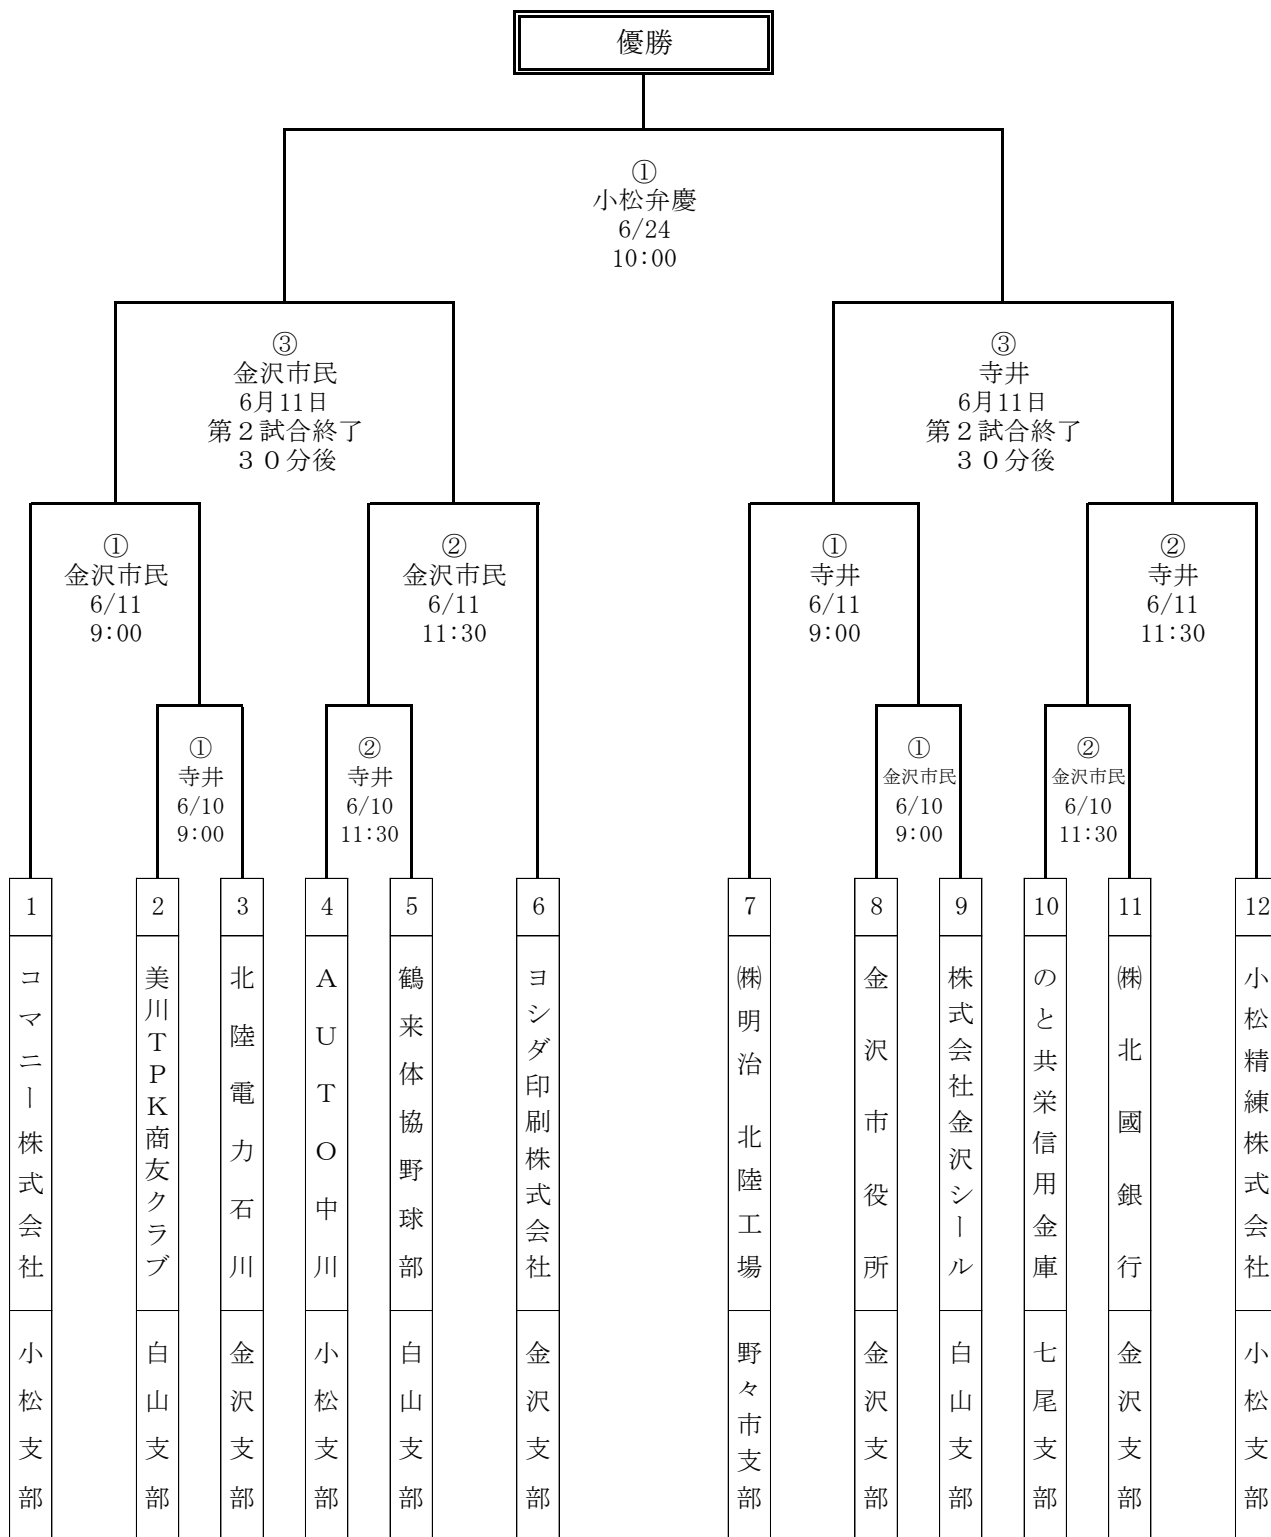 優勝
①
小松弁慶
6/24
10:00
③
金沢市民
6月11日
第２試合終了
３０分後
③
寺井
6月11日
第２試合終了
３０分後
①
金沢市民
6/11
9:00
②
金沢市民
6/11
11:30
①
寺井
6/11
9:00
②
寺井
6/11
11:30
①
寺井
6/10
9:00
②
寺井
6/10
11:30
①
金沢市民
6/10
9:00
②
金沢市民
6/10
11:30
1
コマニー株式会社
小松支部
2
美川TPK商友クラブ
白山支部
3
北陸電力石川
金沢支部
4
AUTO中川
小松支部
5
鶴来体協野球部
白山支部
6
ヨシダ印刷株式会社
金沢支部
7
㈱明治 北陸工場
野々市支部
8
金沢市役所
金沢支部
9
株式会社金沢シール
白山支部
10
のと共栄信用金庫
七尾支部
11
㈱北國銀行
金沢支部
12
小松精練株式会社
小松支部